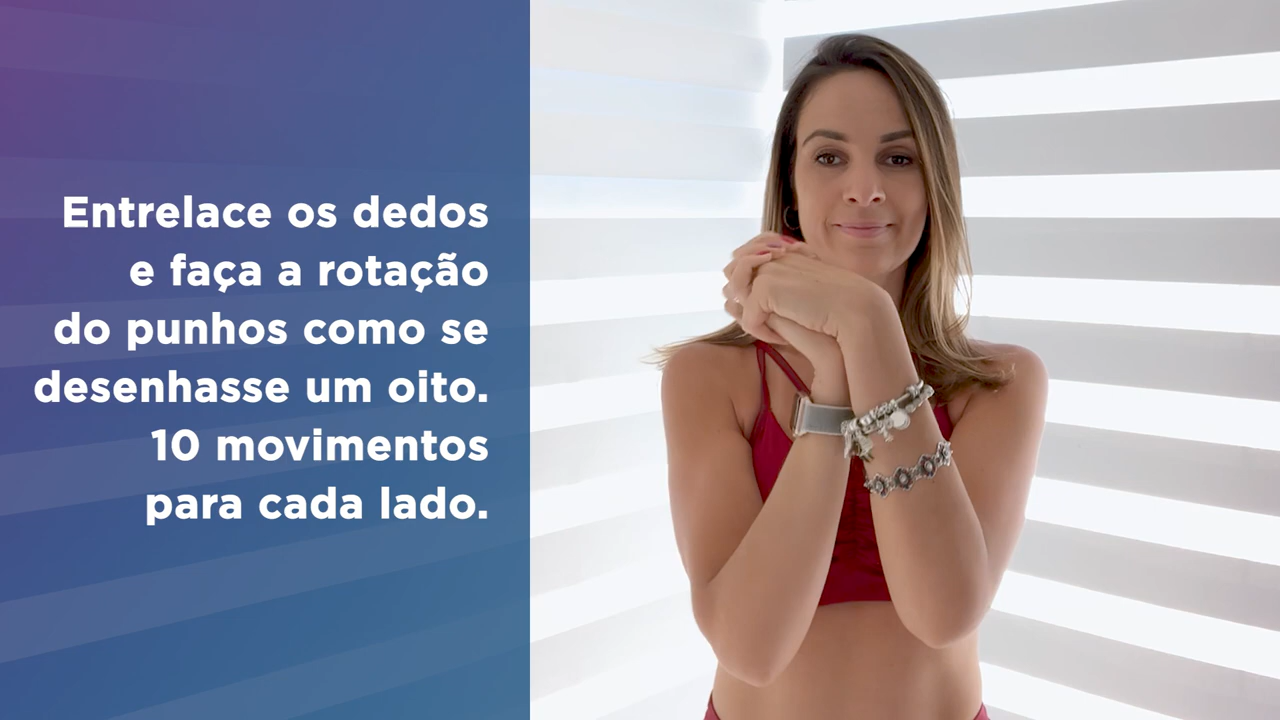 Entrelace os dedos
e faça a rotação
do punhos como se
desenhasse um oito.
10 movimentos
para cada lado.